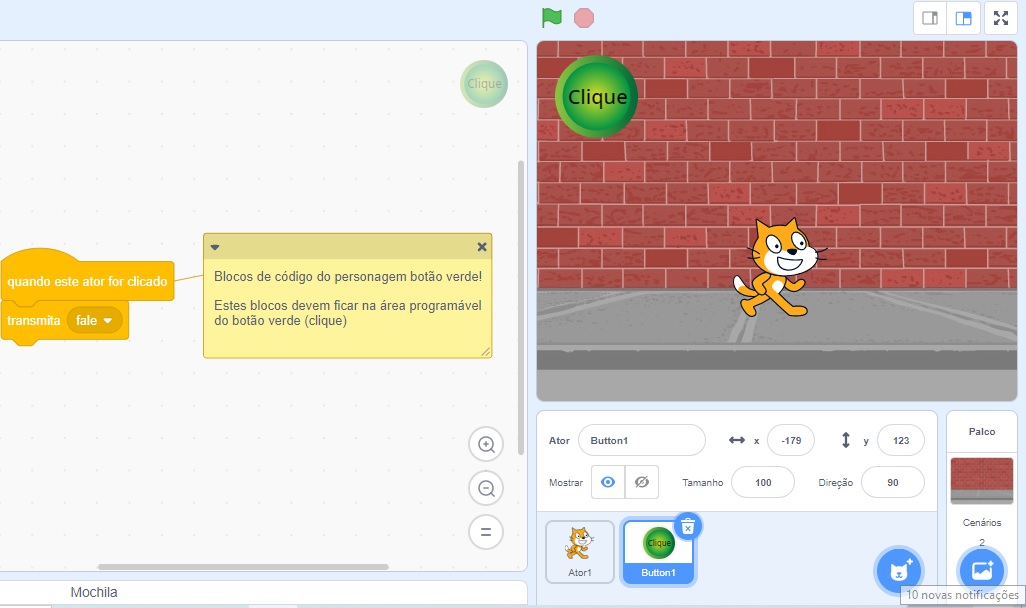 Clique
Clique
quando este ator for clicado
transmita fale
Blocos de código do personagem botão verde!
Estes blocos devem ficar na área programável
do botão verde (clique)
Ator Button1 x -179 y 123
Mostrar Tamanho 100 Direção 90
Palco
Cenários
2
Clique
Ator1
Button1
10 novas notificações
Mochila